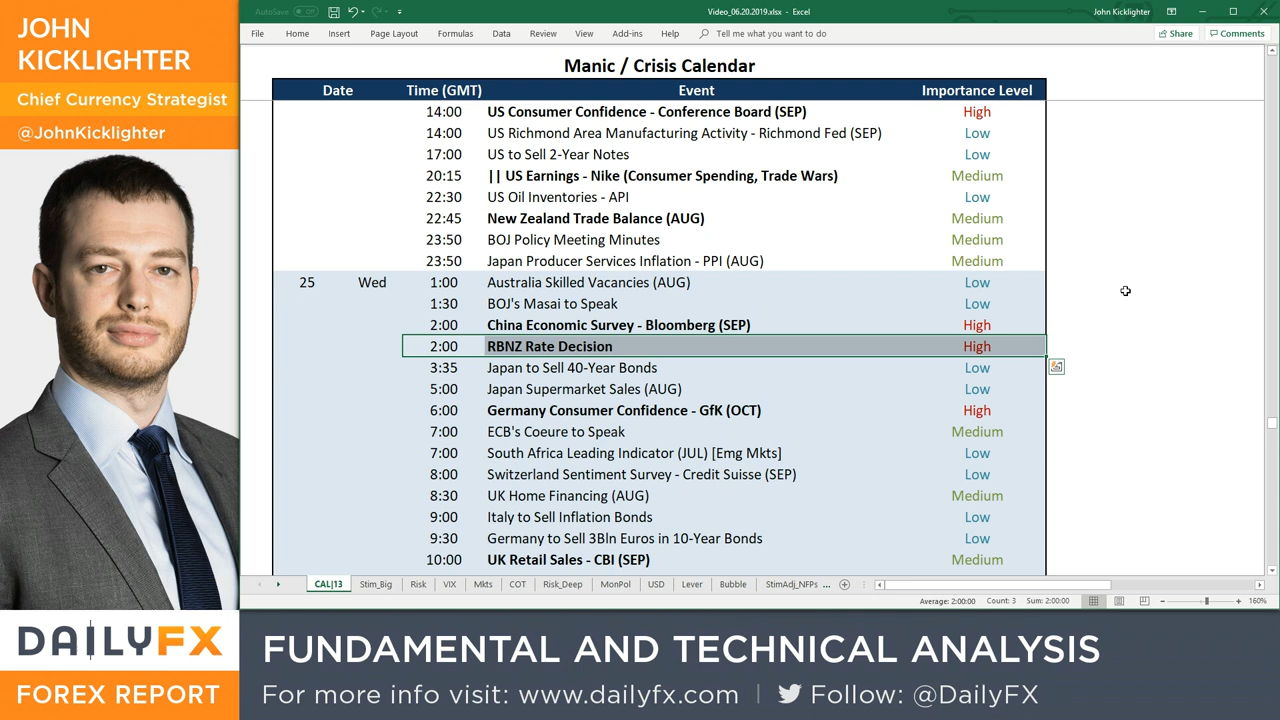 JOHN
KICKLIGHTER
Chief Currency Strategist
@JohnKicklighter
AutoSave Off
Video_06.20.2019.xlsx - Excel
John Kicklighter
File Home Insert Page Layout Formulas Data Review View Add-ins Help Tell me what you want to do Share Comments
Manic / Crisis Calendar
Date Time (GMT) Event Importance Level
14:00 US Consumer Confidence - Conference Board (SEP) High
14:00 US Richmond Area Manufacturing Activity - Richmond Fed (SEP) Low
17:00 US to Sell 2-Year Notes Low
20:15 || US Earnings - Nike (Consumer Spending, Trade Wars) Medium
22:30 US Oil Inventories - API Low
22:45 New Zealand Trade Balance (AUG) Medium
23:50 BOJ Policy Meeting Minutes Medium
23:50 Japan Producer Services Inflation - PPI (AUG) Medium
25 Wed 1:00 Australia Skilled Vacancies (AUG) Low
1:30 BOJ's Masai to Speak Low
2:00 China Economic Survey - Bloomberg (SEP) High
2:00 RBNZ Rate Decision High
3:35 Japan to Sell 40-Year Bonds Low
5:00 Japan Supermarket Sales (AUG) Low
6:00 Germany Consumer Confidence - GfK (OCT) High
7:00 ECB's Coeure to Speak Medium
7:00 South Africa Leading Indicator (JUL) [Emg Mkts] Low
8:00 Switzerland Sentiment Survey - Credit Suisse (SEP) Low
8:30 UK Home Financing (AUG) Medium
9:00 Italy to Sell Inflation Bonds Low
9:30 Germany to Sell 3Bln Euros in 10-Year Bonds Low
10:00 UK Retail Sales - CBI (SEP) Medium
CAL|13 Stim_Big Risk VIX Mkts COT Risk_Deep MonPol USD Lever Bubble StimAdj_NFPs ...
Average: 2:00:00 Count: 3 Sum: 2:00:00 160%
DAILYFX
FOREX REPORT
FUNDAMENTAL AND TECHNICAL ANALYSIS
For more info visit: www.dailyfx.com | Follow: @DailyFX